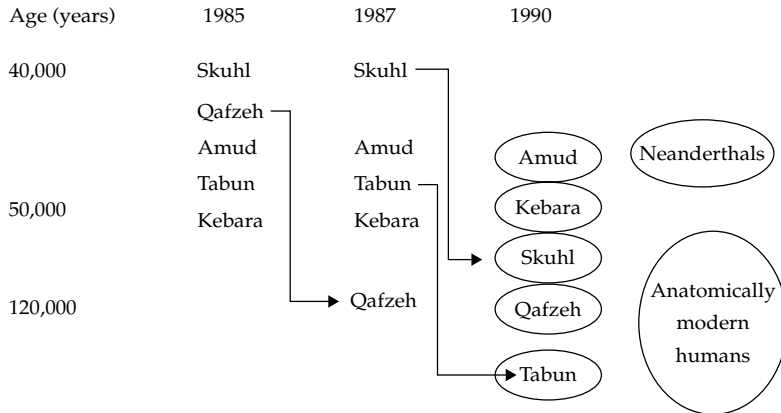 Age (years) 1985 1987 1990
40,000 Skuhl Skuhl
Qafzeh
Amud Amud Amud Neanderthals
Tabun Tabun
50,000 Kebara Kebara Kebara
Skuhl
120,000 Qafzeh Qafzeh
Anatomically
modern
humans
Tabun